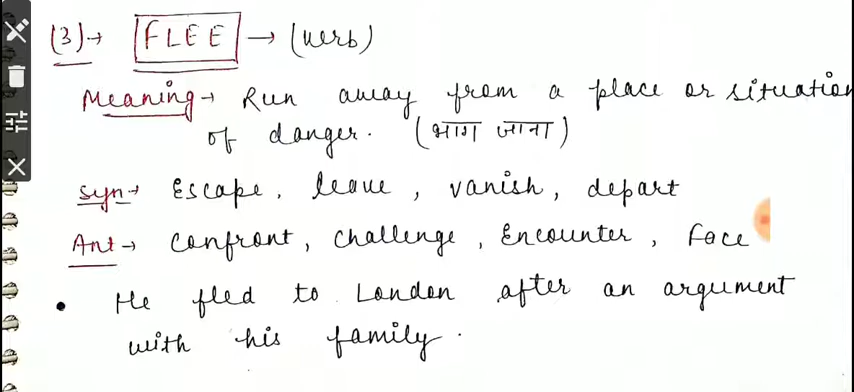 (3)→ FLEE → (verb)
Meaning → Run away from a place or situation
of danger. (भाग जाना)
Syn → Escape, leave, vanish, depart
Ant → Confront, Challenge, Encounter, Face
• He fled to London after an argument
with his family.